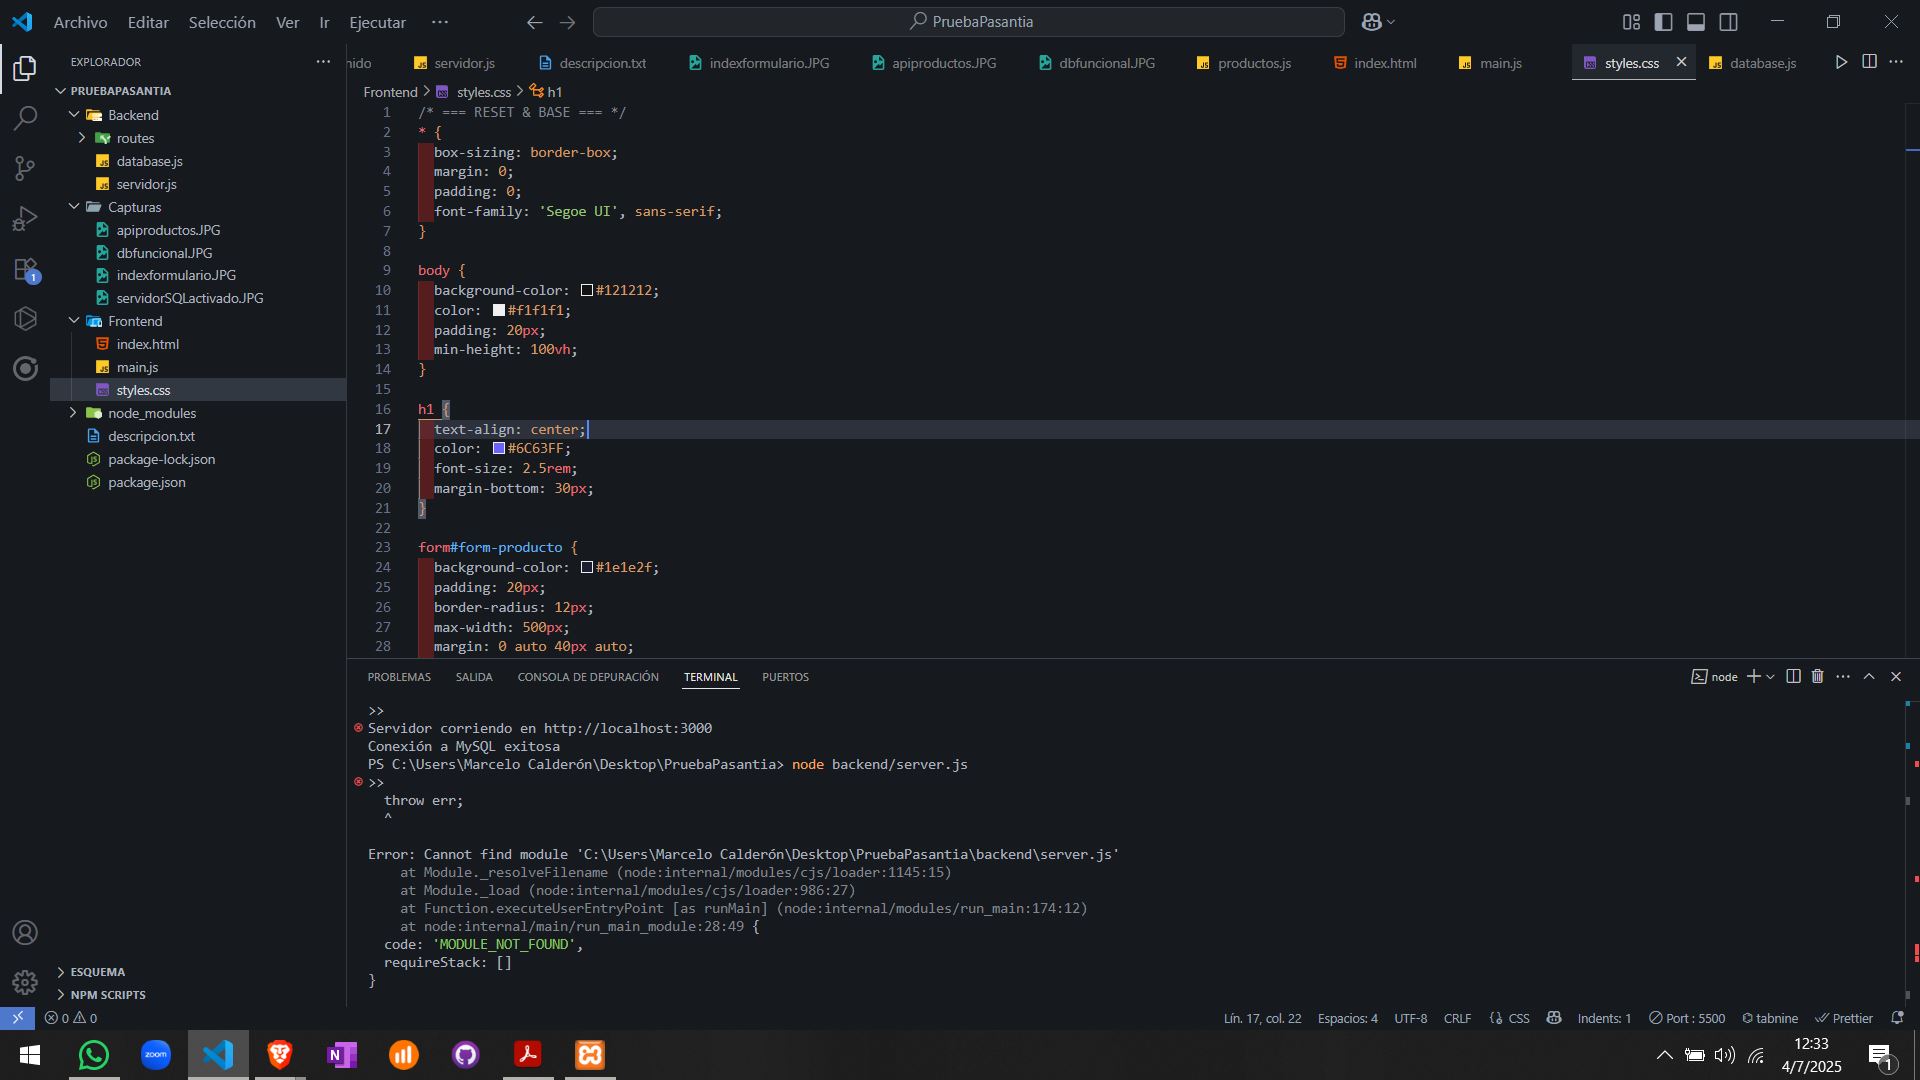 Archivo Editar Selección Ver Ir Ejecutar ··· PruebaPasantia
EXPLORADOR ···
PRUEBAPASANTIA
Backend
routes
database.js
servidor.js
Capturas
apiproductos.JPG
dbfuncional.JPG
indexformulario.JPG
servidorSQLactivado.JPG
Frontend
index.html
main.js
styles.css
node_modules
descripcion.txt
package-lock.json
package.json
ESQUEMA
NPM SCRIPTS
1
nido servidor.js descripcion.txt indexformulario.JPG apiproductos.JPG dbfuncional.JPG productos.js index.html main.js styles.css database.js
Frontend > styles.css > h1
1 /* === RESET & BASE === */
2 * {
3 box-sizing: border-box;
4 margin: 0;
5 padding: 0;
6 font-family: 'Segoe UI', sans-serif;
7 }
8
9 body {
10 background-color: #121212;
11 color: #f1f1f1;
12 padding: 20px;
13 min-height: 100vh;
14 }
15
16 h1 {
17 text-align: center;
18 color: #6C63FF;
19 font-size: 2.5rem;
20 margin-bottom: 30px;
21 }
22
23 form#form-producto {
24 background-color: #1e1e2f;
25 padding: 20px;
26 border-radius: 12px;
27 max-width: 500px;
28 margin: 0 auto 40px auto;
PROBLEMAS SALIDA CONSOLA DE DEPURACIÓN TERMINAL PUERTOS node
>>
Servidor corriendo en http://localhost:3000
Conexión a MySQL exitosa
PS C:\Users\Marcelo Calderón\Desktop\PruebaPasantia> node backend/server.js
>>
throw err;
^
Error: Cannot find module 'C:\Users\Marcelo Calderón\Desktop\PruebaPasantia\backend\server.js'
at Module._resolveFilename (node:internal/modules/cjs/loader:1145:15)
at Module._load (node:internal/modules/cjs/loader:986:27)
at Function.executeUserEntryPoint [as runMain] (node:internal/modules/run_main:174:12)
at node:internal/main/run_main_module:28:49 {
code: 'MODULE_NOT_FOUND',
requireStack: []
}
0 0 Lín. 17, col. 22 Espacios: 4 UTF-8 CRLF {} CSS Indents: 1 Port : 5500 tabnine Prettier
zoom N 12:33
4/7/2025 1